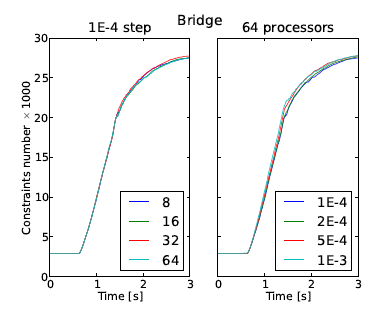 Bridge
1E-4 step
64 processors
Constraints number × 1000
30
25
20
15
10
5
0
8
16
32
64
1E-4
2E-4
5E-4
1E-3
0 1 2 3
0 1 2 3
Time [s]
Time [s]